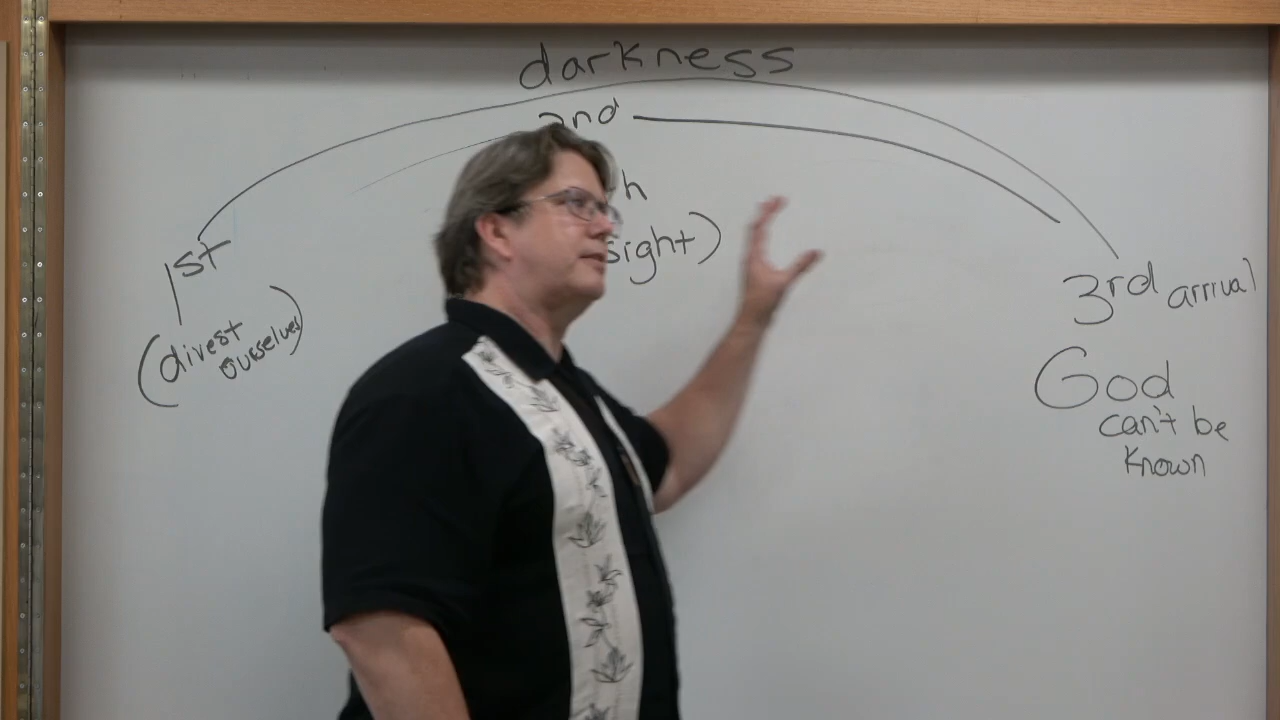 darkness
2nd
sight)
1st
(divest
ourselves)
3rd arrival
God
can't be
known